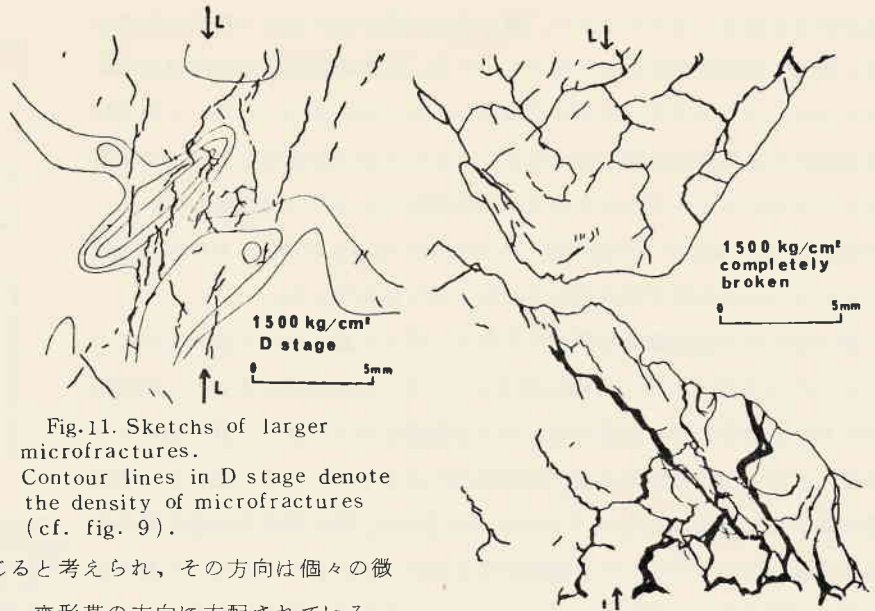 L
L
1500 kg/cm²
D stage
0 5mm
L
1500 kg/cm²
completely
broken
0 5mm
L
Fig.11. Sketchs of larger
microfractures.
Contour lines in D stage denote
the density of microfractures
(cf. fig. 9).
じると考えられ，その方向は個々の微
変形帯の方向に支配されている